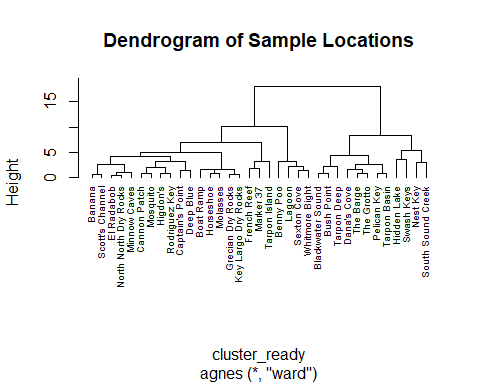 Dendrogram of Sample Locations
Height
15
5
0
Banana
Scott's Channel
El Radabob
North North Dry Rocks
Minnow Caves
Cannon Patch
Mosquito
Higdon's
Rodriguez Key
Captain's Point
Deep Blue
Boat Ramp
Horseshoe
Molasses
Grecian Dry Rocks
Key Largo Dry Rocks
French Reef
Marker 37
Tarpon Island
Benny Poo
Lagoon
Sexton Cove
Whitmore Bight
Blackwater Sound
Bush Point
Tarpon Deep
Dana's Cove
The Barge
The Grotto
Pelican Key
Tarpon Basin
Hidden Lake
Swash Keys
Nest Key
South Sound Creek
cluster_ready
agnes (*, "ward")